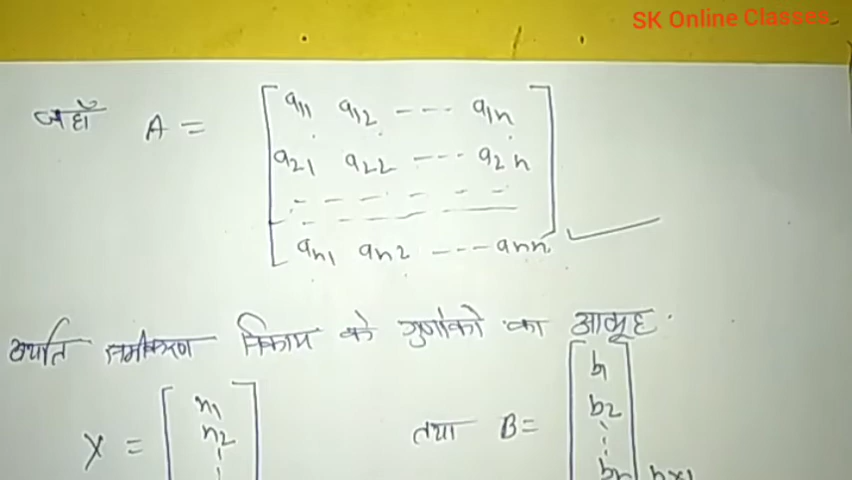 SK Online Classes
जहाँ A = [ a11 a12 ---- a1n
a21 a22 ---- a2n
- - - - - -
an1 an2 ---- ann ]
अर्थात समीकरण निकाय के गुणांको का आव्यूह.
X = [ x1 x2 ⋮ तथा B = [ b1 b2 ⋮ bn ] n×1